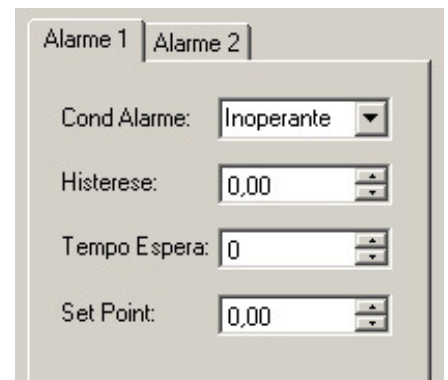 Alarme 1 Alarme 2
Cond Alarme: Inoperante
Histerese: 0,00
Tempo Espera: 0
Set Point: 0,00